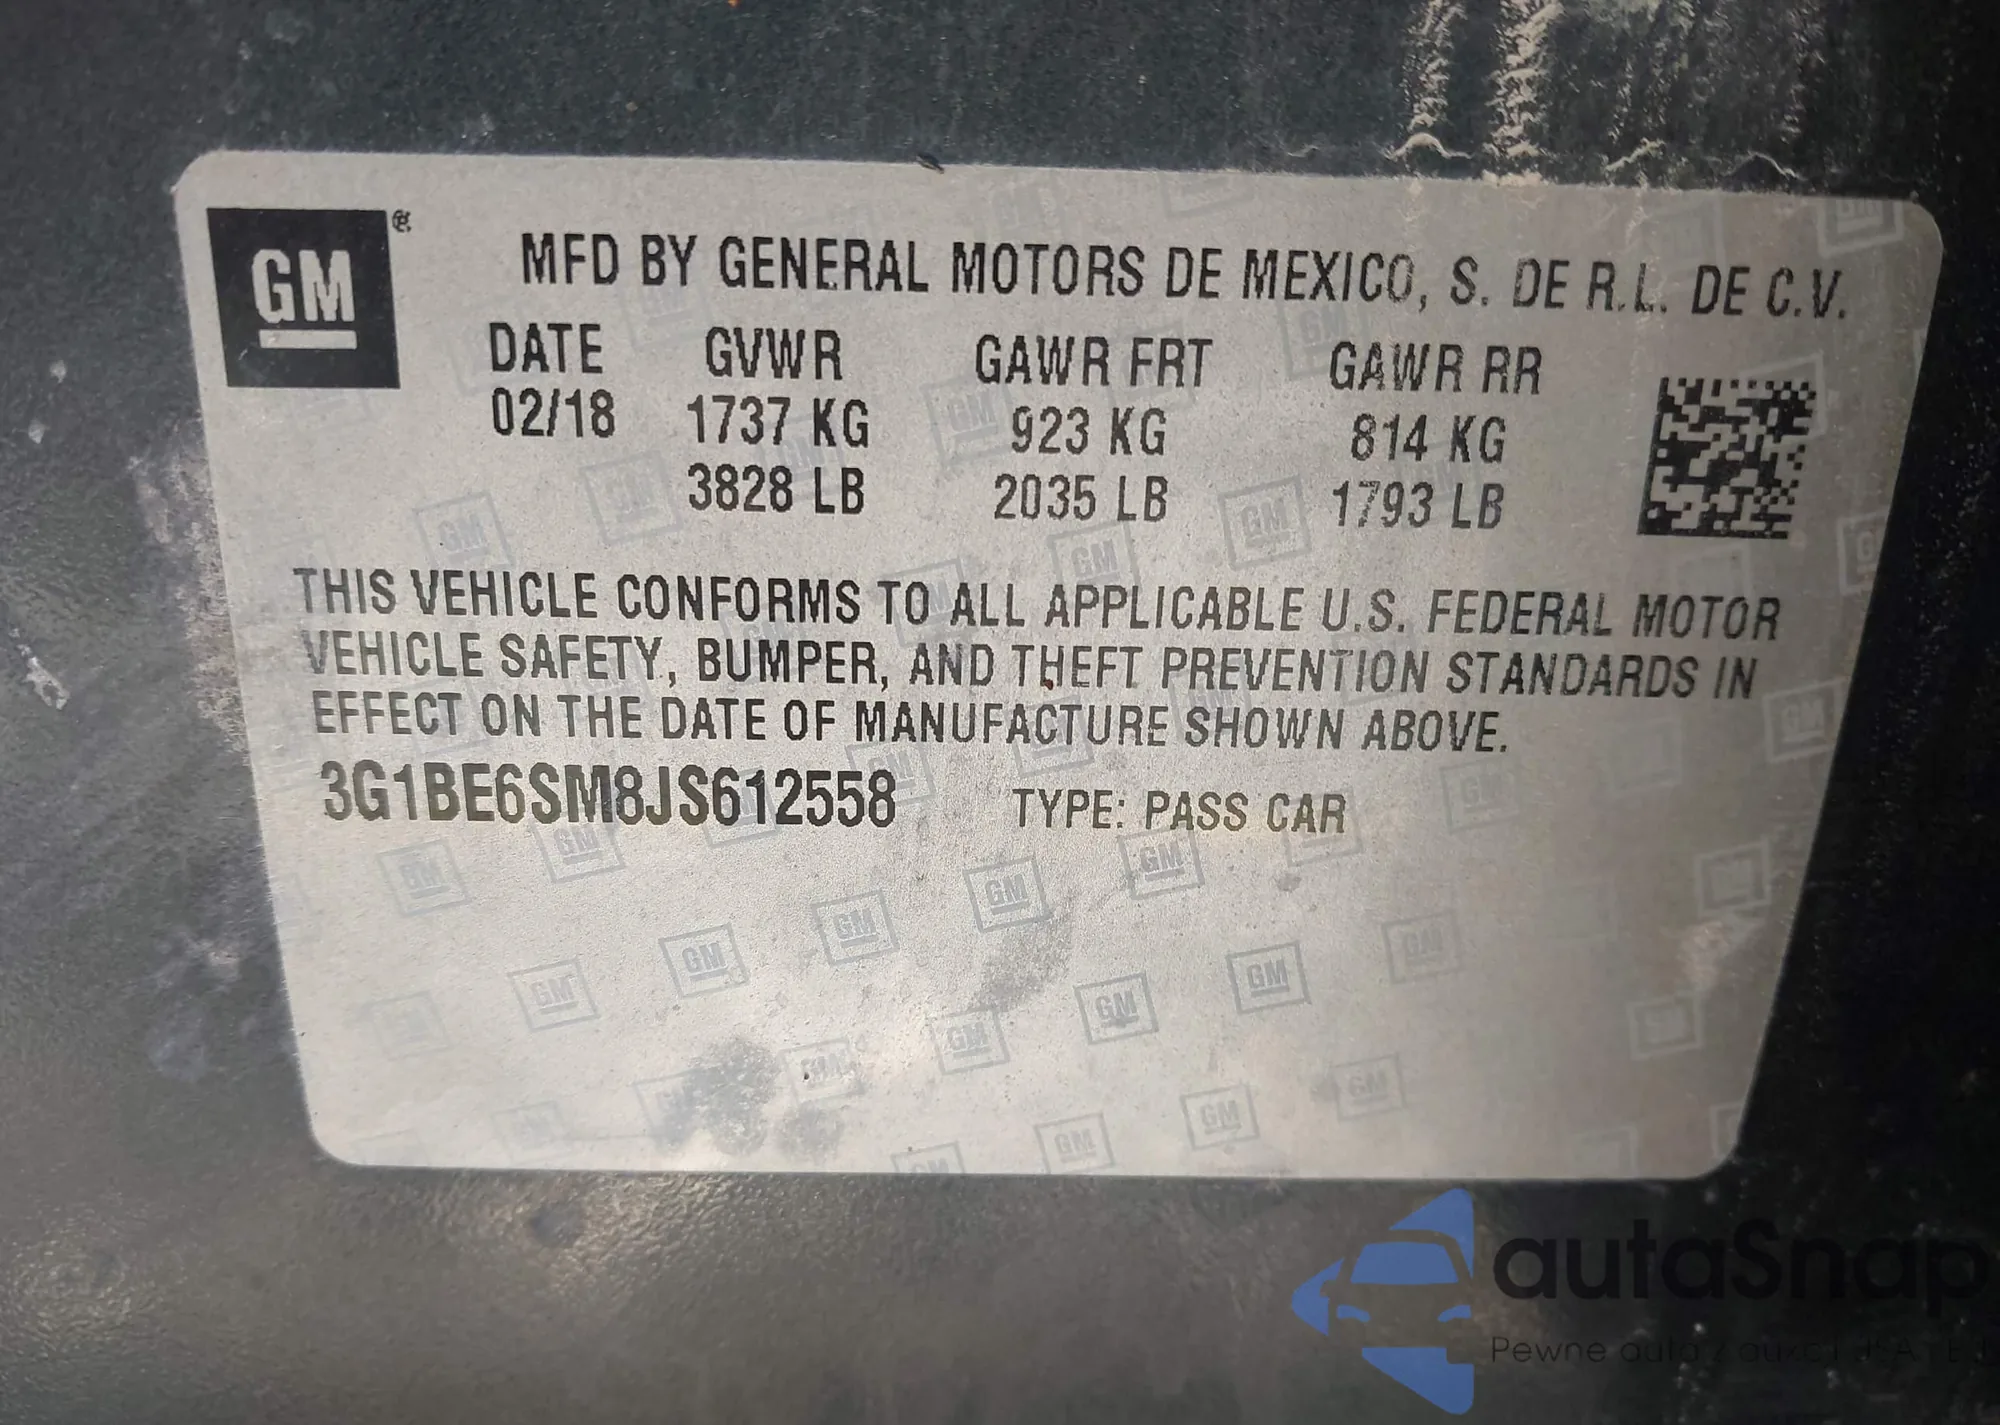 GM®
MFD BY GENERAL MOTORS DE MEXICO, S. DE R.L. DE C.V.
DATE GVWR GAWR FRT GAWR RR
02/18 1737 KG 923 KG 814 KG
3828 LB 2035 LB 1793 LB
THIS VEHICLE CONFORMS TO ALL APPLICABLE U.S. FEDERAL MOTOR
VEHICLE SAFETY, BUMPER, AND THEFT PREVENTION STANDARDS IN
EFFECT ON THE DATE OF MANUFACTURE SHOWN ABOVE.
3G1BE6SM8JS612558 TYPE: PASS CAR
autaSnap
Pewne auta z aukcji